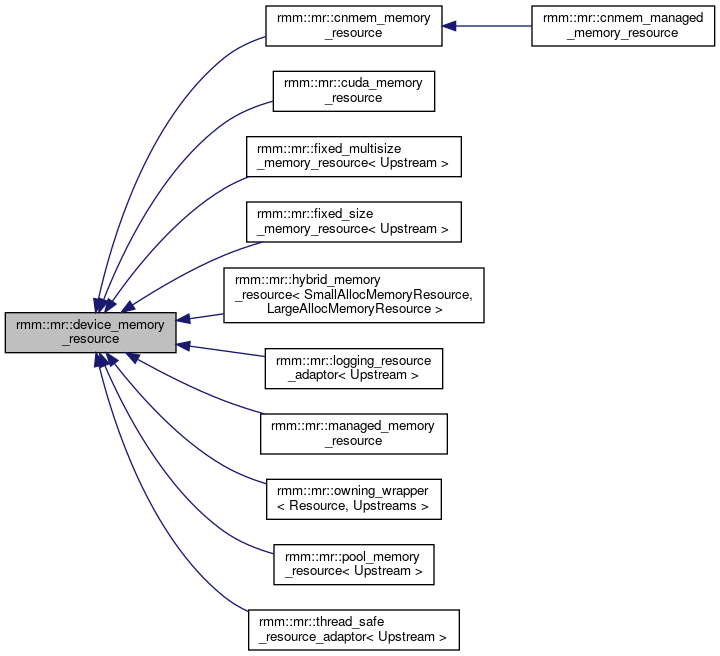 rmm::mr::cnmem_memory
_resource
rmm::mr::cnmem_managed
_memory_resource
rmm::mr::cuda_memory
_resource
rmm::mr::fixed_multisize
_memory_resource< Upstream >
rmm::mr::fixed_size
_memory_resource< Upstream >
rmm::mr::hybrid_memory
_resource< SmallAllocMemoryResource,
LargeAllocMemoryResource >
rmm::mr::device_memory
_resource
rmm::mr::logging_resource
_adaptor< Upstream >
rmm::mr::managed_memory
_resource
rmm::mr::owning_wrapper
< Resource, Upstreams >
rmm::mr::pool_memory
_resource< Upstream >
rmm::mr::thread_safe
_resource_adaptor< Upstream >